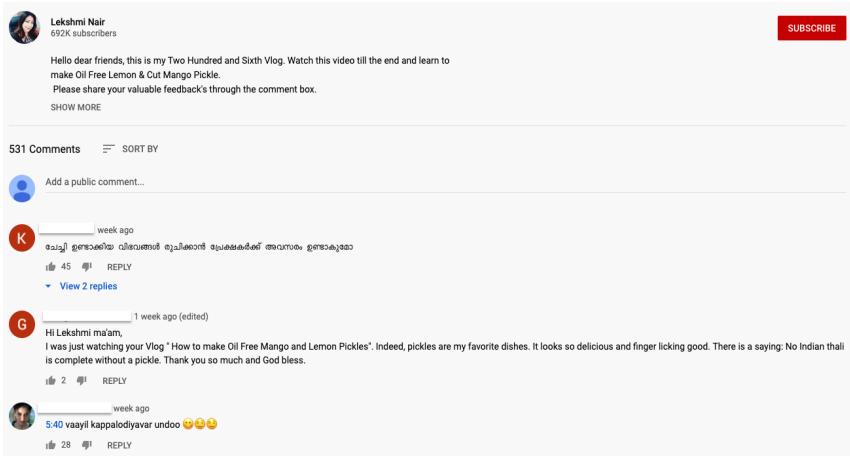 Lekshmi Nair
692K subscribers
SUBSCRIBE
Hello dear friends, this is my Two Hundred and Sixth Vlog. Watch this video till the end and learn to
make Oil Free Lemon & Cut Mango Pickle.
Please share your valuable feedback's through the comment box.
SHOW MORE
531 Comments SORT BY
Add a public comment...
K
week ago
ചേച്ചി ഉണ്ടാക്കിയ വിഭവങ്ങൾ രുചിക്കാൻ പ്രേക്ഷകർക്ക് അവസരം ഉണ്ടാകുമോ
45 REPLY
View 2 replies
G
1 week ago (edited)
Hi Lekshmi ma'am,
I was just watching your Vlog " How to make Oil Free Mango and Lemon Pickles". Indeed, pickles are my favorite dishes. It looks so delicious and finger licking good. There is a saying: No Indian thali
is complete without a pickle. Thank you so much and God bless.
2 REPLY
week ago
5:40 vaayil kappalodiyavar undoo 😋😋😋
28 REPLY